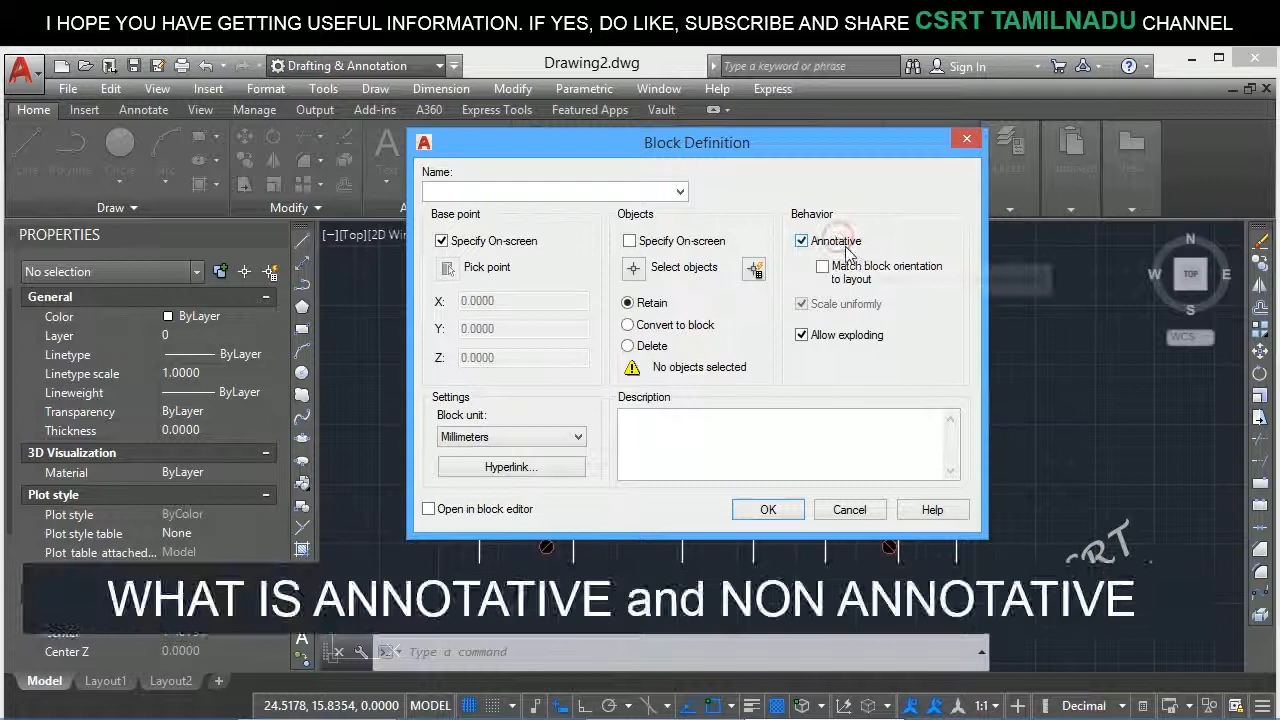 I HOPE YOU HAVE GETTING USEFUL INFORMATION. IF YES, DO LIKE, SUBSCRIBE AND SHARE CSRT TAMILNADU CHANNEL
Drafting & Annotation
Drawing2.dwg
Type a keyword or phrase
Sign In
File Edit View Insert Format Tools Draw Dimension Modify Parametric Window Help Express
Home Insert Annotate Parametric View Manage Output Add-ins A360 Express Tools Featured Apps Vault
Draw
Modify
Block Definition
Name:
Base point
Specify On-screen
Pick point
X: 0.0000
Y: 0.0000
Z: 0.0000
Objects
Specify On-screen
Select objects
Retain
Convert to block
Delete
No objects selected
Behavior
Annotative
Match block orientation
to layout
Scale uniformly
Allow exploding
Settings
Block unit:
Millimeters
Hyperlink...
Description
Open in block editor
OK
Cancel
Help
PROPERTIES
No selection
General
Color ByLayer
Layer 0
Linetype ByLayer
Linetype scale 1.0000
Lineweight ByLayer
Transparency ByLayer
Thickness 0.0000
3D Visualization
Material ByLayer
Plot style
Plot style ByColor
Plot style table None
Plot table attached... Model
[−][Top][2D Wir
N
W TOP E
S
WCS
WHAT IS ANNOTATIVE and NON ANNOTATIVE
Center Z 0.0000
Type a command
Model Layout1 Layout2 +
24.5178, 15.8354, 0.0000 MODEL
1:1
Decimal